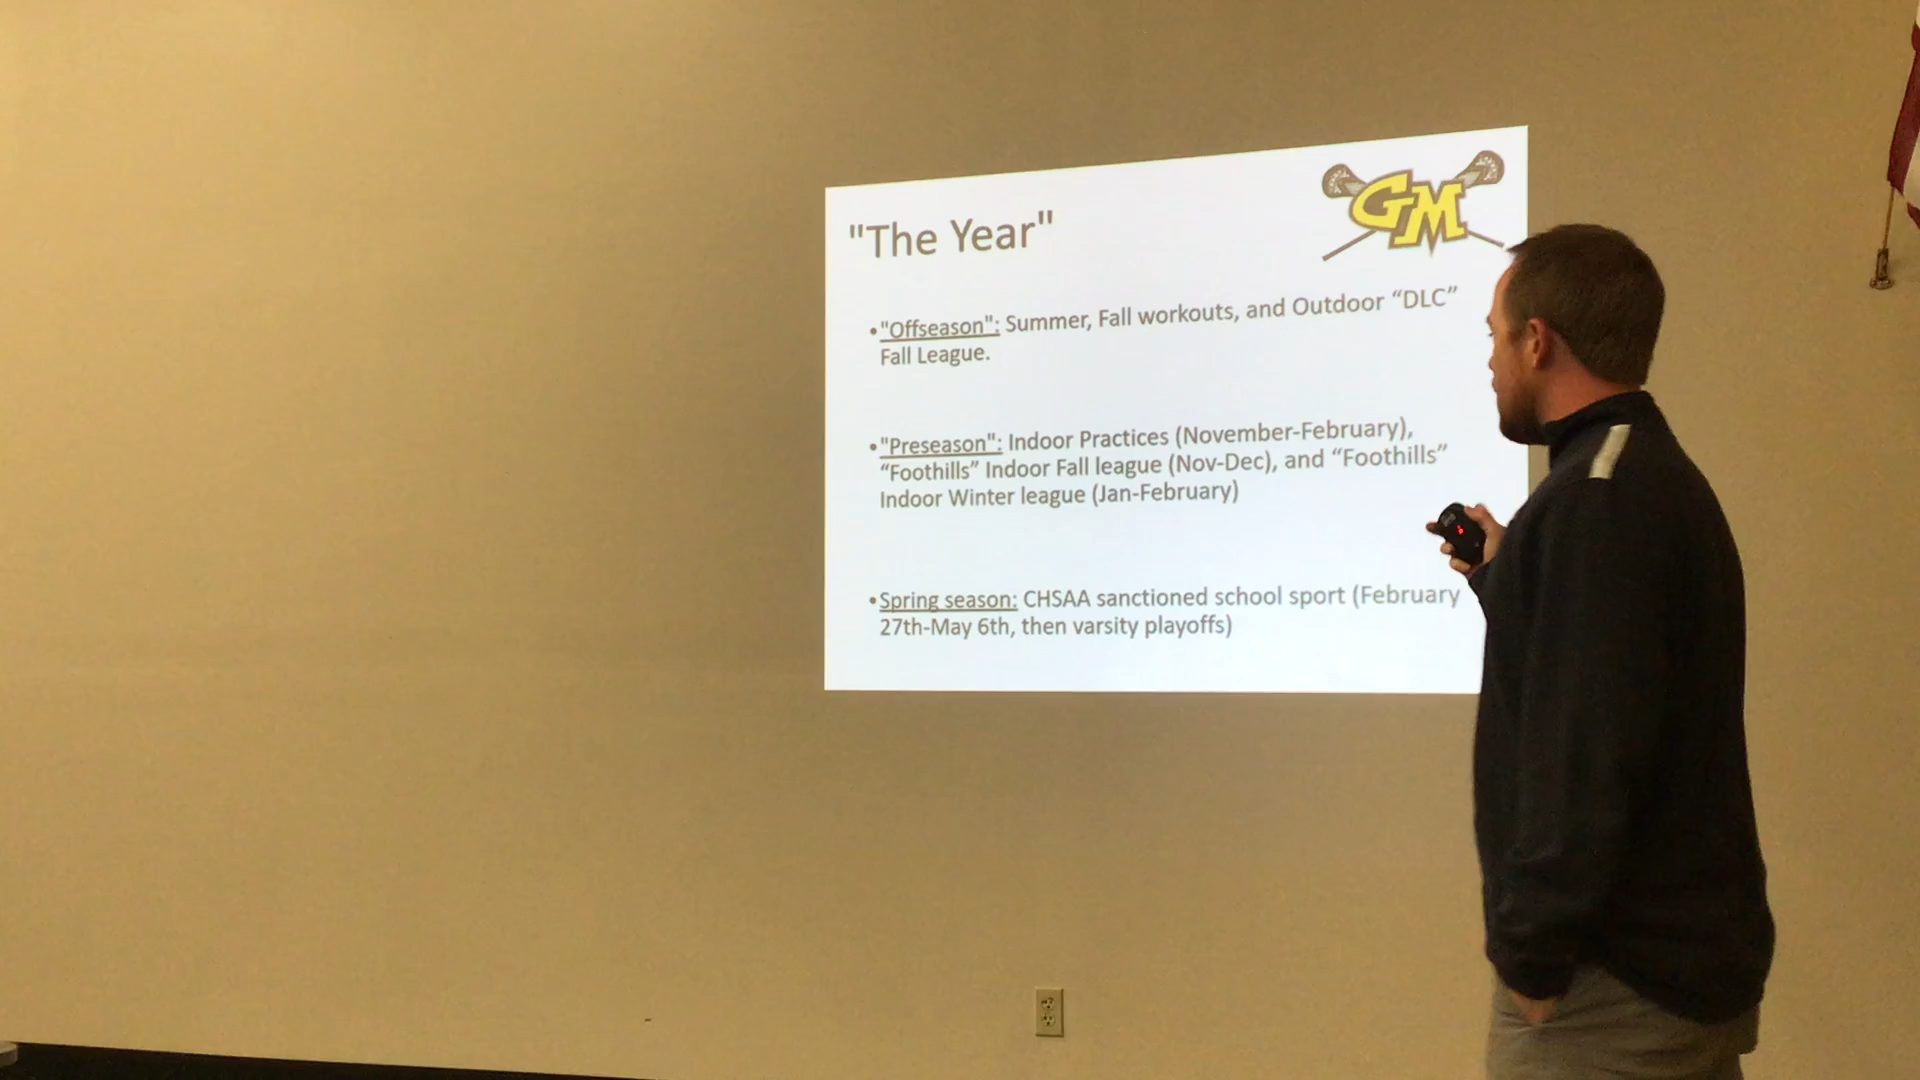 "The Year"
GM
• "Offseason": Summer, Fall workouts, and Outdoor “DLC”
Fall League.
• "Preseason": Indoor Practices (November-February),
“Foothills” Indoor Fall league (Nov-Dec), and “Foothills”
Indoor Winter league (Jan-February)
• Spring season: CHSAA sanctioned school sport (February
27th-May 6th, then varsity playoffs)